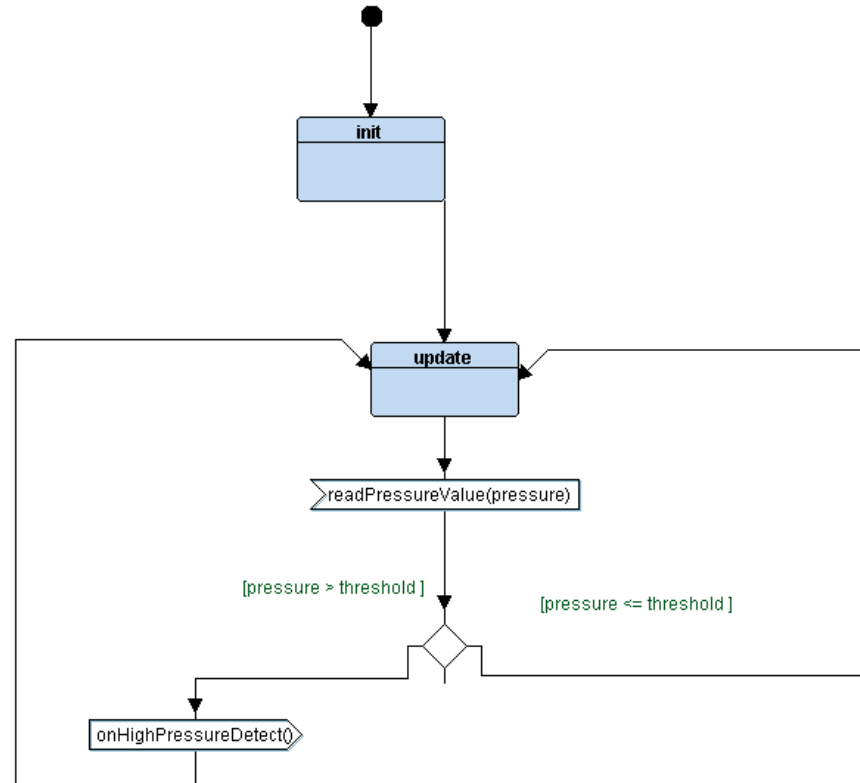 init
update
readPressureValue(pressure)
[pressure > threshold ]
[pressure <= threshold ]
onHighPressureDetect()